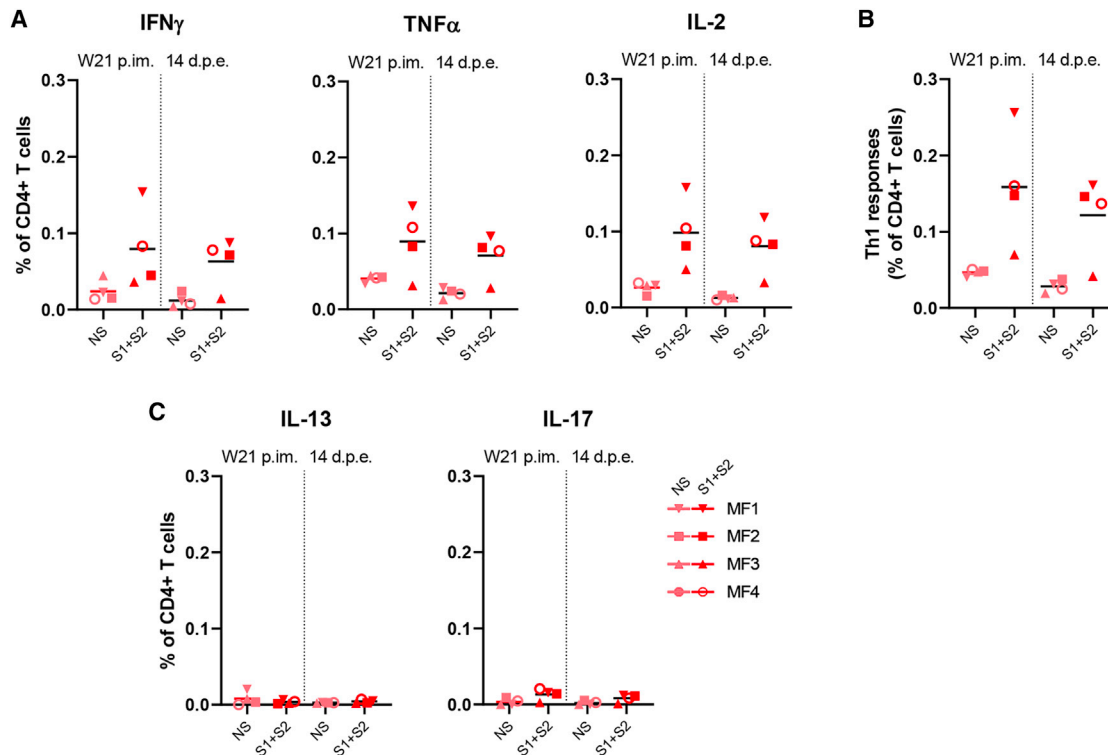 A
IFNγ
TNFα
IL-2
B
W21 p.im. 14 d.p.e.
W21 p.im. 14 d.p.e.
W21 p.im. 14 d.p.e.
W21 p.im. 14 d.p.e.
% of CD4+ T cells
0.3
0.2
0.1
0.0
NS
S1+S2
NS
S1+S2
0.3
0.2
0.1
0.0
NS
S1+S2
NS
S1+S2
0.3
0.2
0.1
0.0
NS
S1+S2
NS
S1+S2
Th1 responses
(% of CD4+ T cells)
0.3
0.2
0.1
0.0
NS
S1+S2
NS
S1+S2
C
IL-13
IL-17
W21 p.im. 14 d.p.e.
W21 p.im. 14 d.p.e.
% of CD4+ T cells
0.3
0.2
0.1
0.0
NS
S1+S2
NS
S1+S2
0.3
0.2
0.1
0.0
NS
S1+S2
NS
S1+S2
NS
S1+S2
MF1
MF2
MF3
MF4